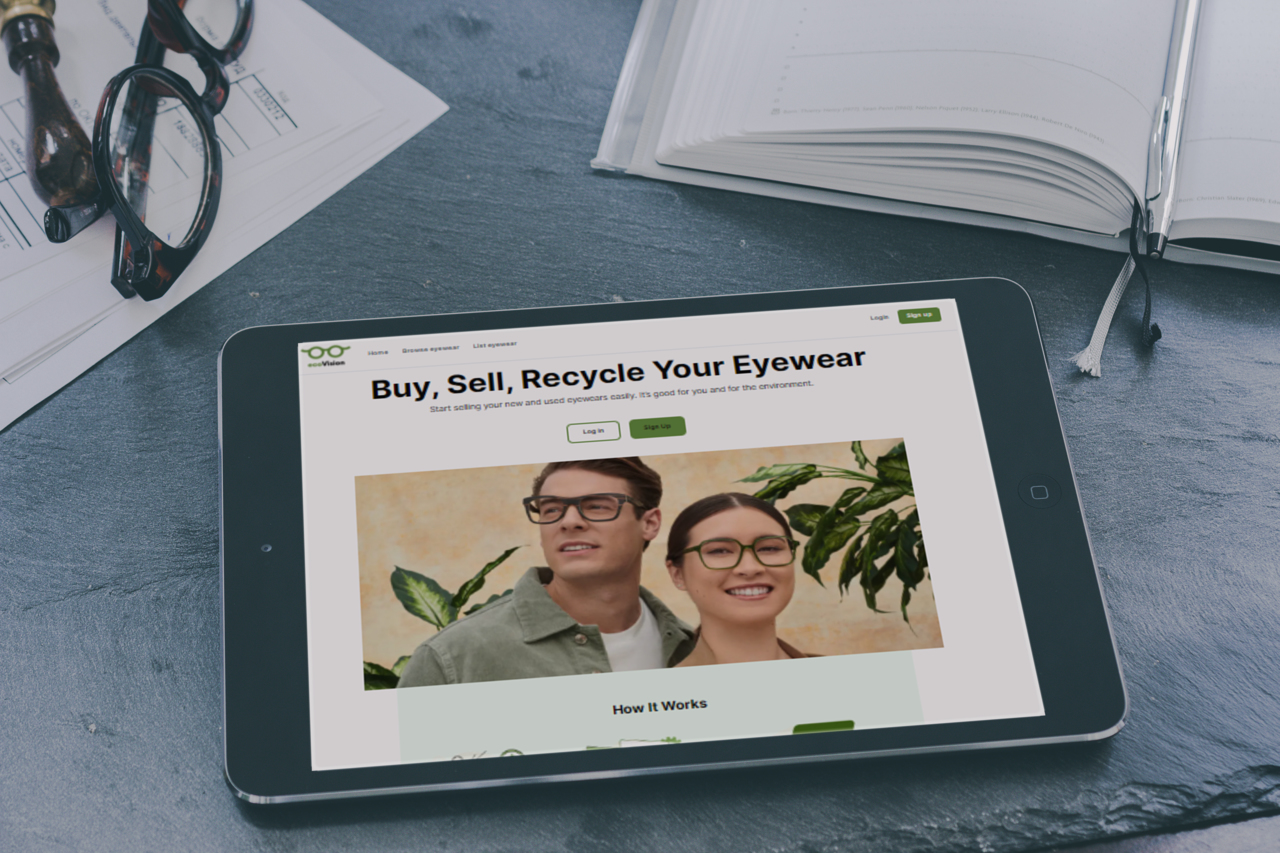 ecoVision
Home Browse eyewear List eyewear Login Sign up
Buy, Sell, Recycle Your Eyewear
Start selling your new and used eyewears easily, it's good for you and for the environment.
Log in Sign Up
How It Works